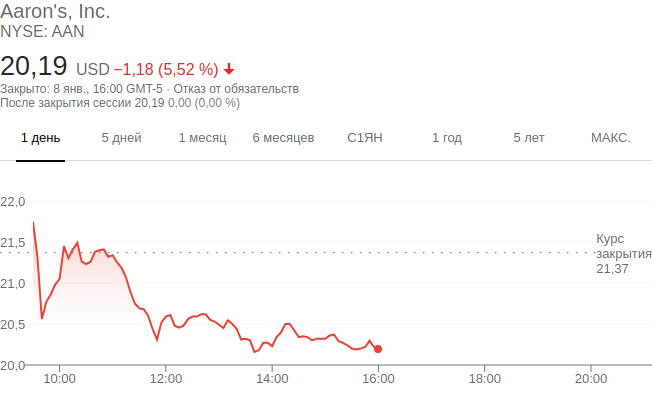 Aaron's, Inc.
NYSE: AAN
20,19 USD −1,18 (5,52 %)
Закрыто: 8 янв., 16:00 GMT-5 · Отказ от обязательств
После закрытия сессии 20,19 0,00 (0,00 %)
1 день 5 дней 1 месяц 6 месяцев С1ЯН 1 год 5 лет МАКС.
22,0
21,5
21,0
20,5
20,0
Курс
закрытия
21,37
10:00 12:00 14:00 16:00 18:00 20:00